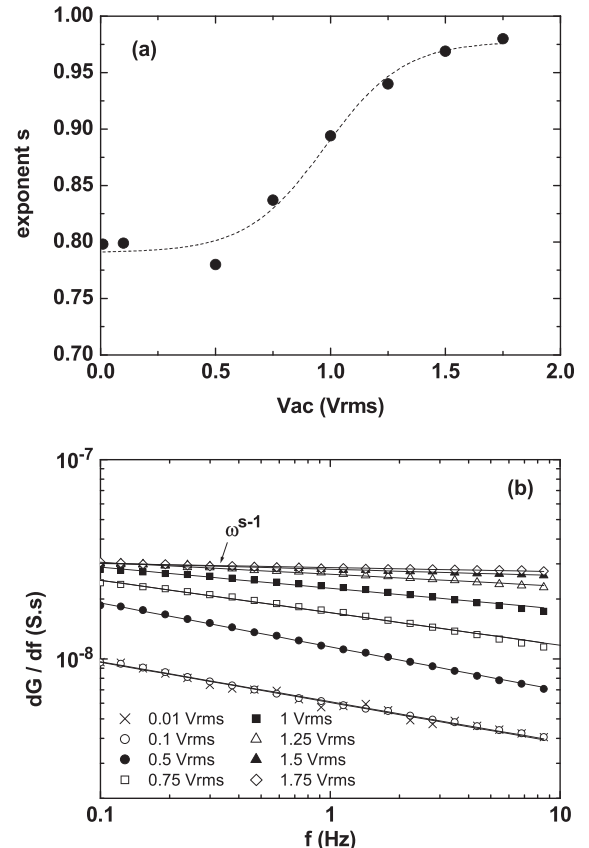 1.00
(a)
0.95
0.90
0.85
0.80
0.75
0.70
exponent s
0.0 0.5 1.0 1.5 2.0
Vac (Vrms)
10-7
(b)
ωs-1
10-8
dG / df (S.s)
0.01 Vrms 1 Vrms
0.1 Vrms 1.25 Vrms
0.5 Vrms 1.5 Vrms
0.75 Vrms 1.75 Vrms
0.1 1 10
f (Hz)